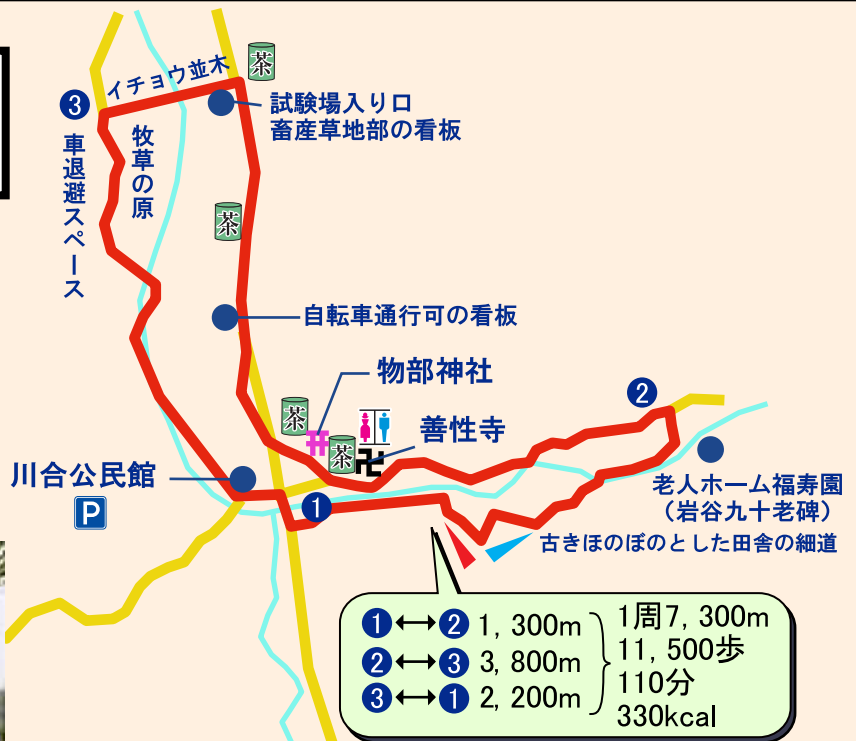 茶
イチョウ並木
3
試験場入り口
畜産草地部の看板
牧草の原
車退避スペース
茶
自転車通行可の看板
物部神社
茶
2
善性寺
茶
卍
川合公民館
P
1
老人ホーム福寿園
（岩谷九十老碑）
古きほのぼのとした田舎の細道
1⟷2 1,300m
2⟷3 3,800m
3⟷1 2,200m
1周7,300m
11,500歩
110分
330kcal